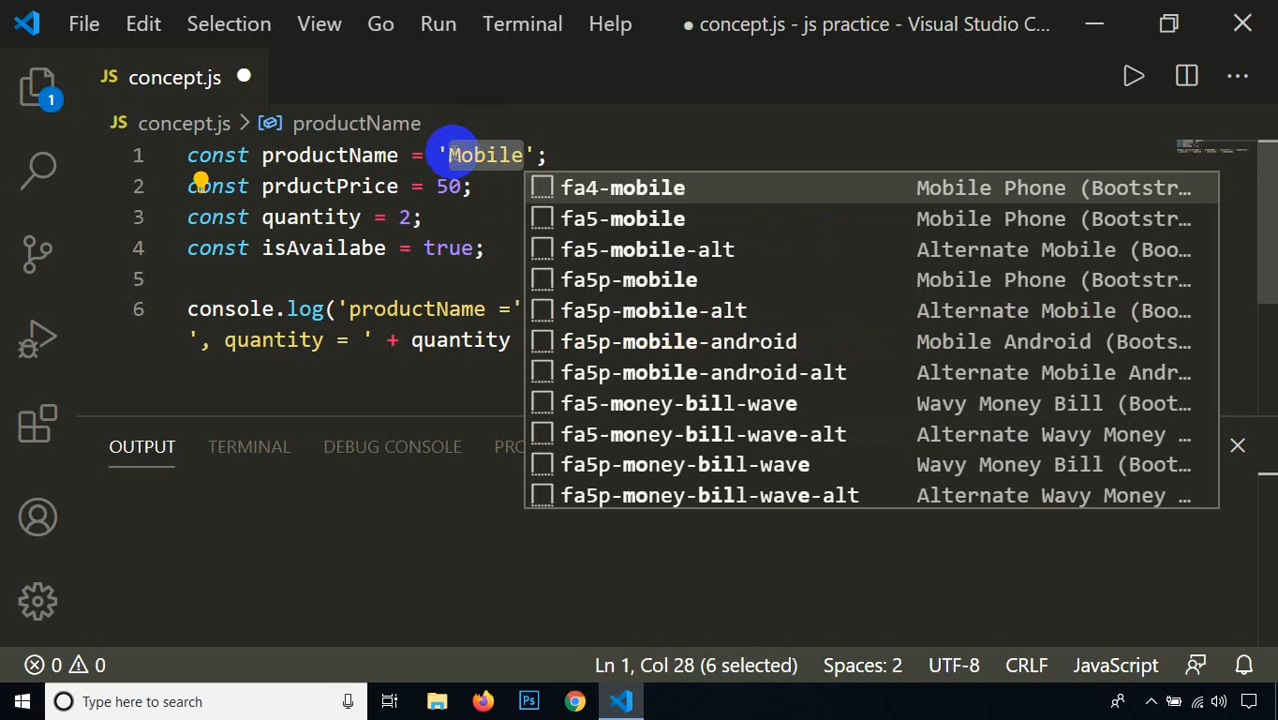 File Edit Selection View Go Run Terminal Help ● concept.js - js practice - Visual Studio C...
JS concept.js ●
JS concept.js > productName
1 const productName = 'Mobile';
2 const prductPrice = 50;
3 const quantity = 2;
4 const isAvailabe = true;
5
6 console.log('productName ='
', quantity = ' + quantity
fa4-mobile Mobile Phone (Bootstr...
fa5-mobile Mobile Phone (Bootstr...
fa5-mobile-alt Alternate Mobile (Boo...
fa5p-mobile Mobile Phone (Bootstr...
fa5p-mobile-alt Alternate Mobile (Boo...
fa5p-mobile-android Mobile Android (Boots...
fa5p-mobile-android-alt Alternate Mobile Andr...
fa5-money-bill-wave Wavy Money Bill (Boot...
fa5-money-bill-wave-alt Alternate Wavy Money ...
fa5p-money-bill-wave Wavy Money Bill (Boot...
fa5p-money-bill-wave-alt Alternate Wavy Money ...
1
OUTPUT TERMINAL DEBUG CONSOLE PRO
0 0 Ln 1, Col 28 (6 selected) Spaces: 2 UTF-8 CRLF JavaScript
Type here to search Ps